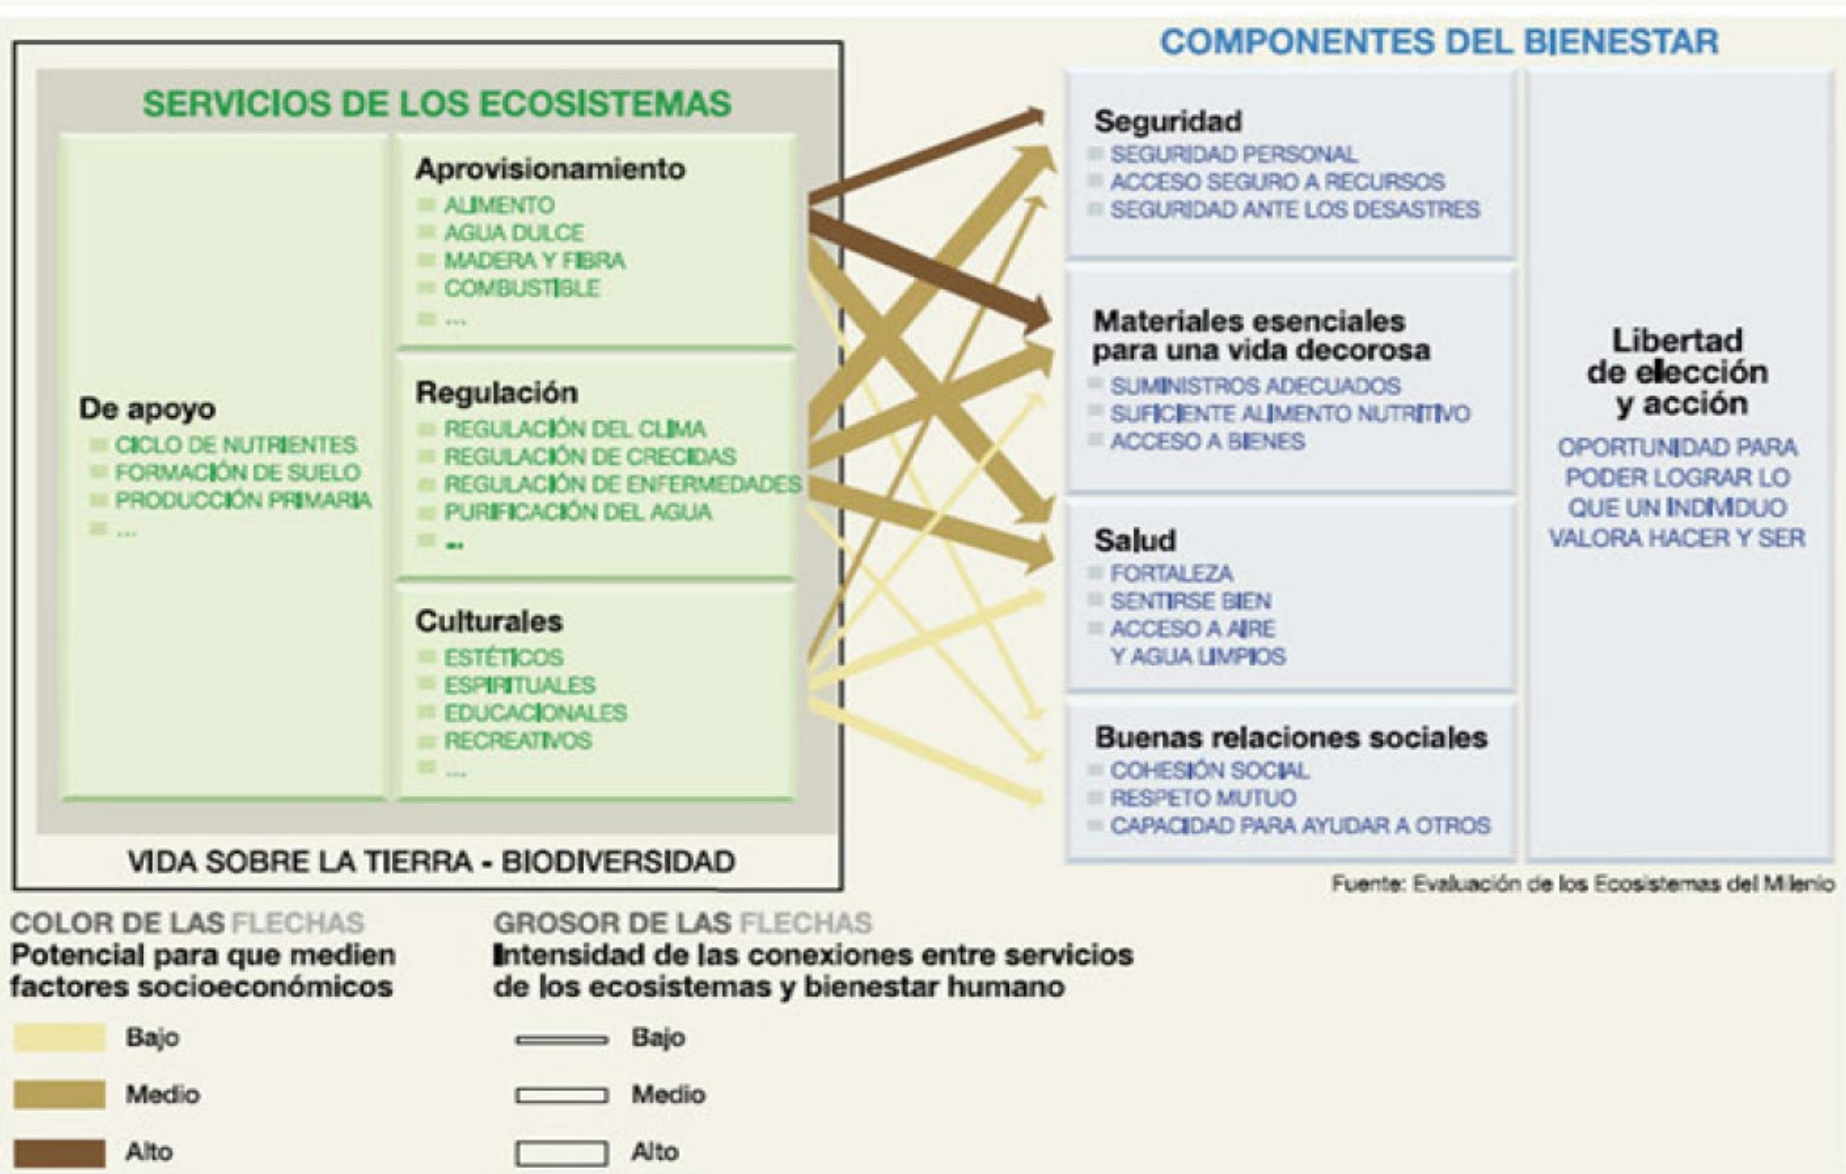 SERVICIOS DE LOS ECOSISTEMAS
De apoyo
CICLO DE NUTRIENTES
FORMACIÓN DE SUELO
PRODUCCIÓN PRIMARIA
...
Aprovisionamiento
ALIMENTO
AGUA DULCE
MADERA Y FIBRA
COMBUSTIBLE
...
Regulación
REGULACIÓN DEL CLIMA
REGULACIÓN DE CRECIDAS
REGULACIÓN DE ENFERMEDADES
PURIFICACIÓN DEL AGUA
...
Culturales
ESTÉTICOS
ESPIRITUALES
EDUCACIONALES
RECREATIVOS
...
VIDA SOBRE LA TIERRA - BIODIVERSIDAD
COMPONENTES DEL BIENESTAR
Seguridad
SEGURIDAD PERSONAL
ACCESO SEGURO A RECURSOS
SEGURIDAD ANTE LOS DESASTRES
Materiales esenciales
para una vida decorosa
SUMINISTROS ADECUADOS
SUFICIENTE ALIMENTO NUTRITIVO
ACCESO A BIENES
Salud
FORTALEZA
SENTIRSE BIEN
ACCESO A AIRE
Y AGUA LIMPIOS
Buenas relaciones sociales
COHESIÓN SOCIAL
RESPETO MUTUO
CAPACIDAD PARA AYUDAR A OTROS
Libertad
de elección
y acción
OPORTUNIDAD PARA
PODER LOGRAR LO
QUE UN INDIVIDUO
VALORA HACER Y SER
Fuente: Evaluación de los Ecosistemas del Milenio
COLOR DE LAS FLECHAS
Potencial para que medien
factores socioeconómicos
Bajo
Medio
Alto
GROSOR DE LAS FLECHAS
Intensidad de las conexiones entre servicios
de los ecosistemas y bienestar humano
Bajo
Medio
Alto